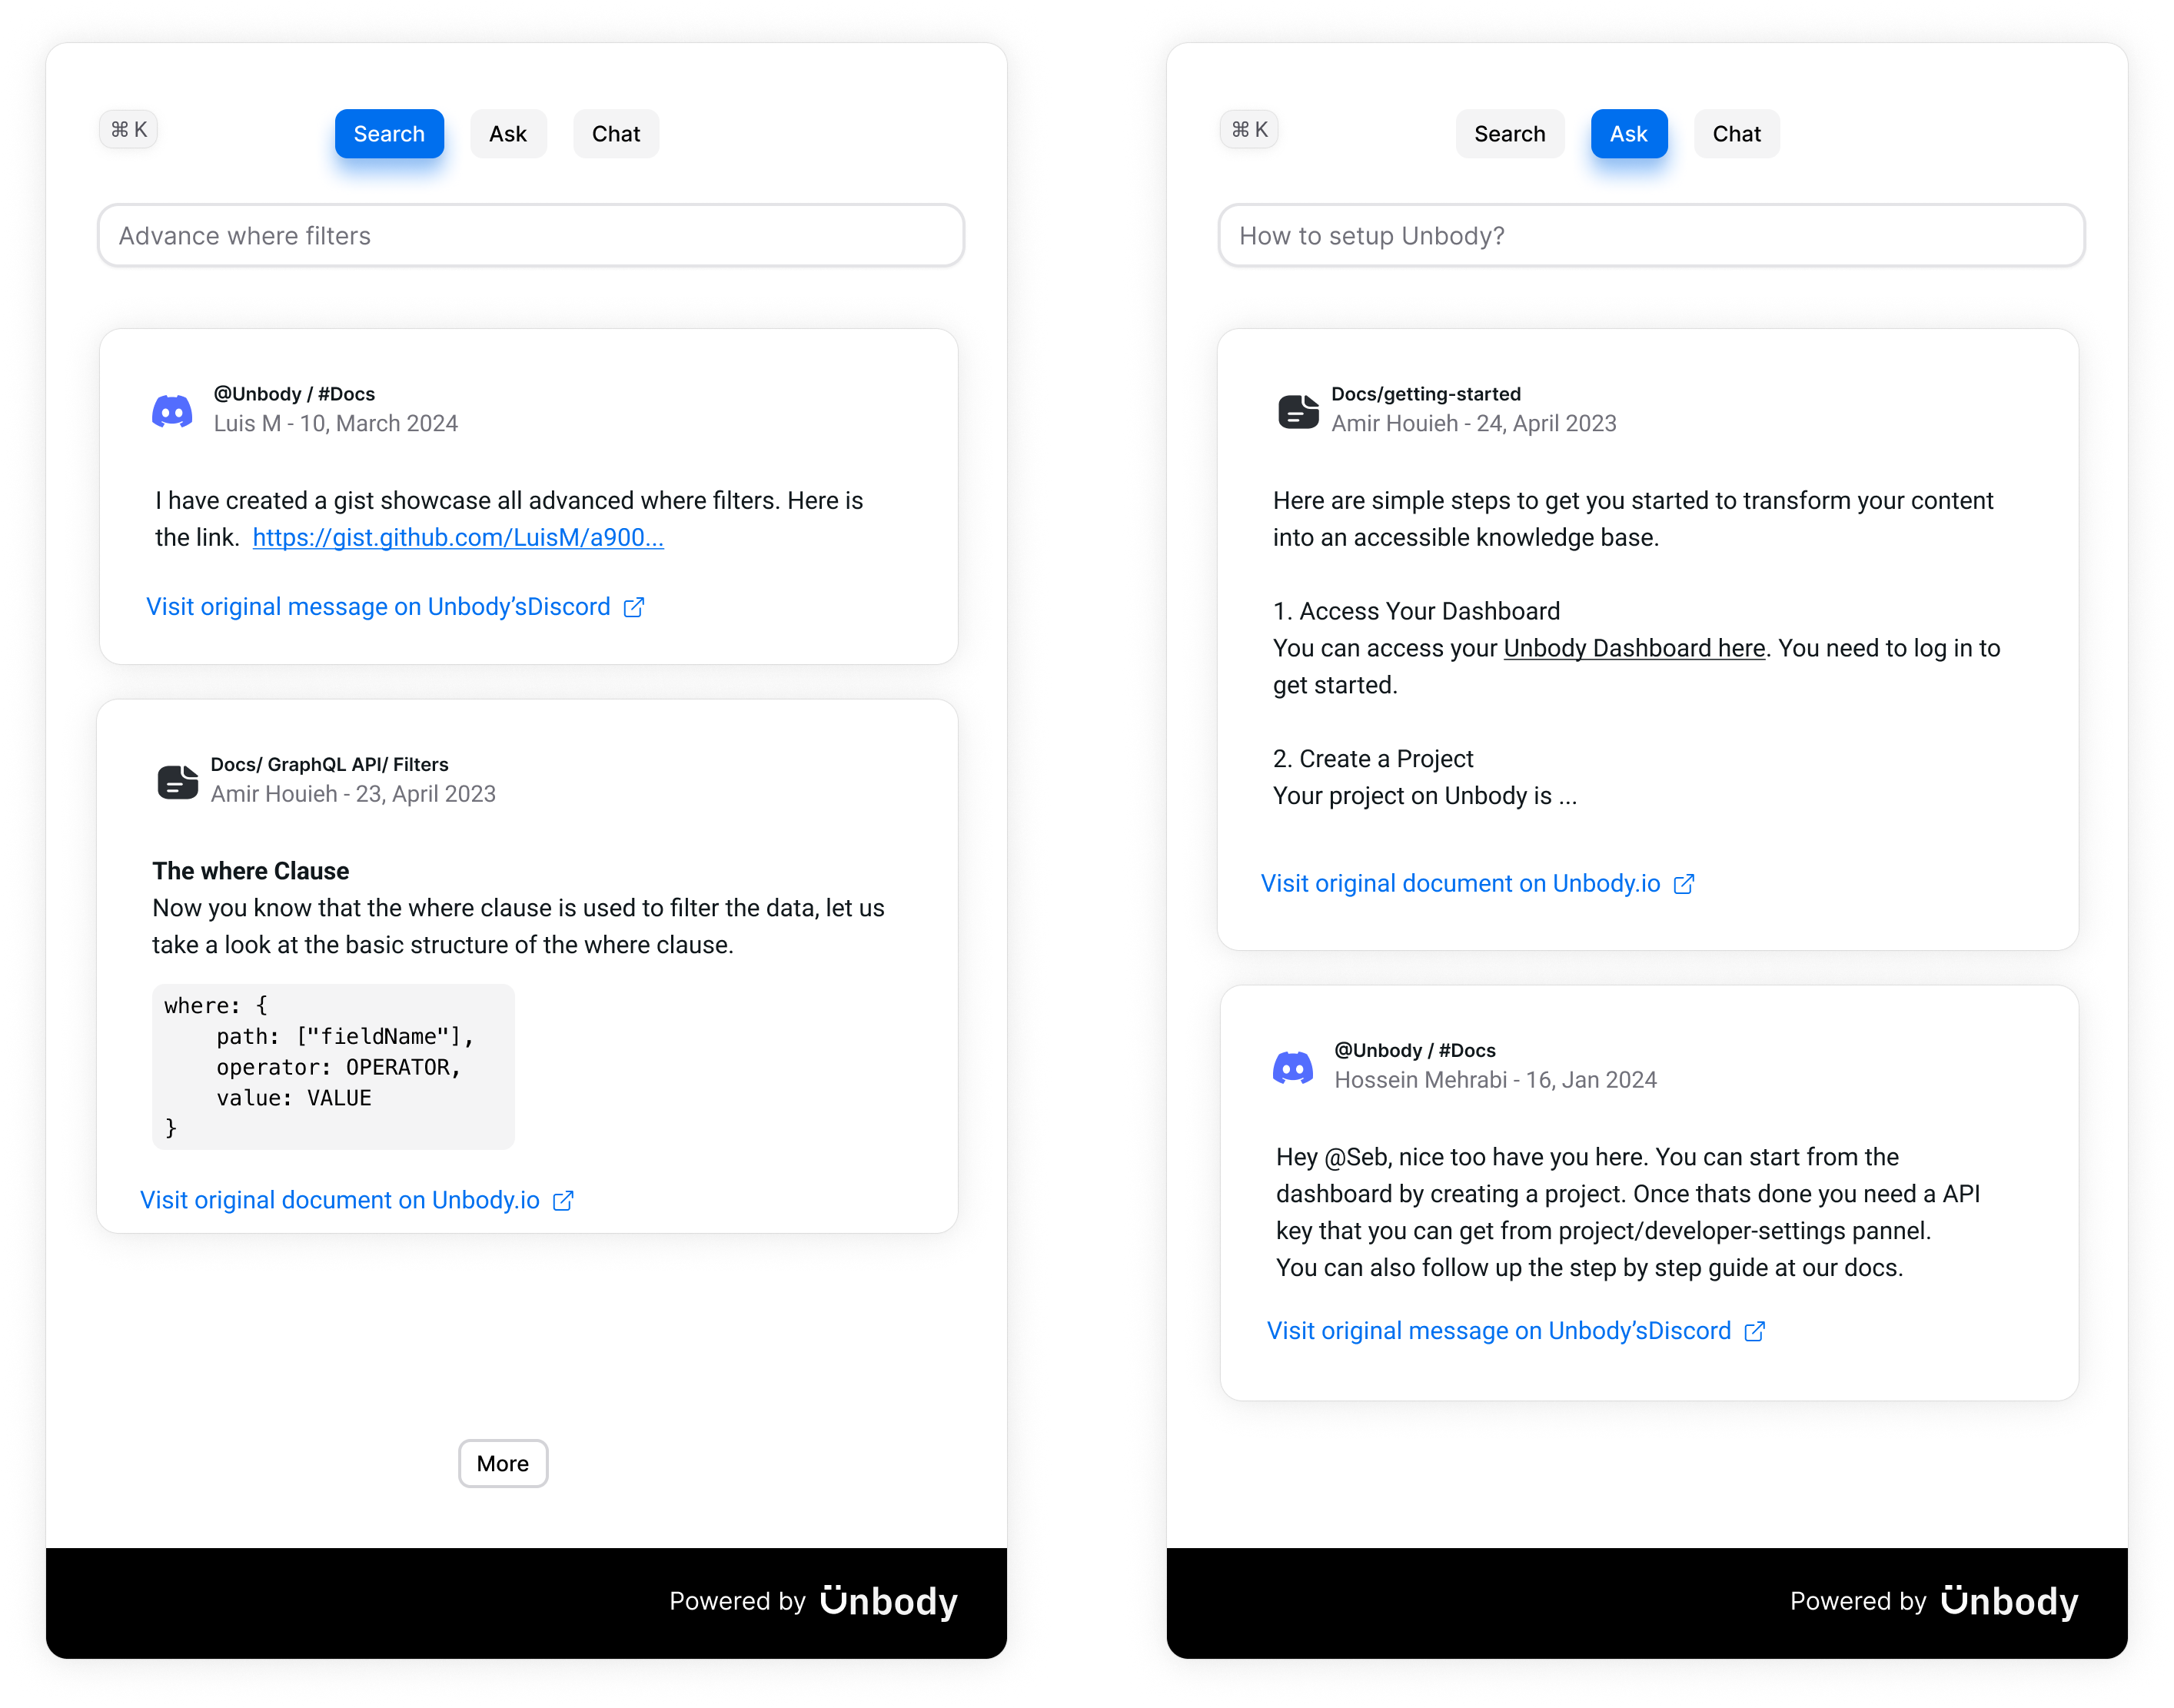 ⌘ K
Search
Ask
Chat
Advance where filters
@Unbody / #Docs
Luis M - 10, March 2024
I have created a gist showcase all advanced where filters. Here is
the link. https://gist.github.com/LuisM/a900...
Visit original message on Unbody’sDiscord
Docs/ GraphQL API/ Filters
Amir Houieh - 23, April 2023
The where Clause
Now you know that the where clause is used to filter the data, let us
take a look at the basic structure of the where clause.
where: {
    path: ["fieldName"],
    operator: OPERATOR,
    value: VALUE
}
Visit original document on Unbody.io
More
Powered by Ünbody
⌘ K
Search
Ask
Chat
How to setup Unbody?
Docs/getting-started
Amir Houieh - 24, April 2023
Here are simple steps to get you started to transform your content
into an accessible knowledge base.
1. Access Your Dashboard
You can access your Unbody Dashboard here. You need to log in to
get started.
2. Create a Project
Your project on Unbody is ...
Visit original document on Unbody.io
@Unbody / #Docs
Hossein Mehrabi - 16, Jan 2024
Hey @Seb, nice too have you here. You can start from the
dashboard by creating a project. Once thats done you need a API
key that you can get from project/developer-settings pannel.
You can also follow up the step by step guide at our docs.
Visit original message on Unbody’sDiscord
Powered by Ünbody